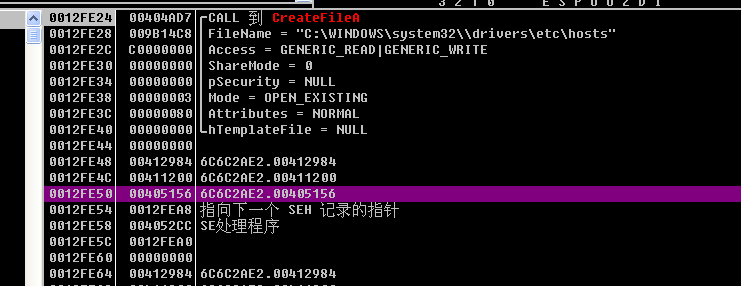 3210 ESPU02DI
0012FE24 00404AD7 CALL 到 CreateFileA
0012FE28 009B14C8 FileName = "C:\WINDOWS\system32\\drivers\etc\hosts"
0012FE2C C0000000 Access = GENERIC_READ|GENERIC_WRITE
0012FE30 00000000 ShareMode = 0
0012FE34 00000000 pSecurity = NULL
0012FE38 00000003 Mode = OPEN_EXISTING
0012FE3C 00000080 Attributes = NORMAL
0012FE40 00000000 hTemplateFile = NULL
0012FE44 00000000
0012FE48 00412984 6C6C2AE2.00412984
0012FE4C 00411200 6C6C2AE2.00411200
0012FE50 00405156 6C6C2AE2.00405156
0012FE54 0012FEA8 指向下一个 SEH 记录的指针
0012FE58 004052CC SE处理程序
0012FE5C 0012FEA0
0012FE60 00000000
0012FE64 00412984 6C6C2AE2.00412984